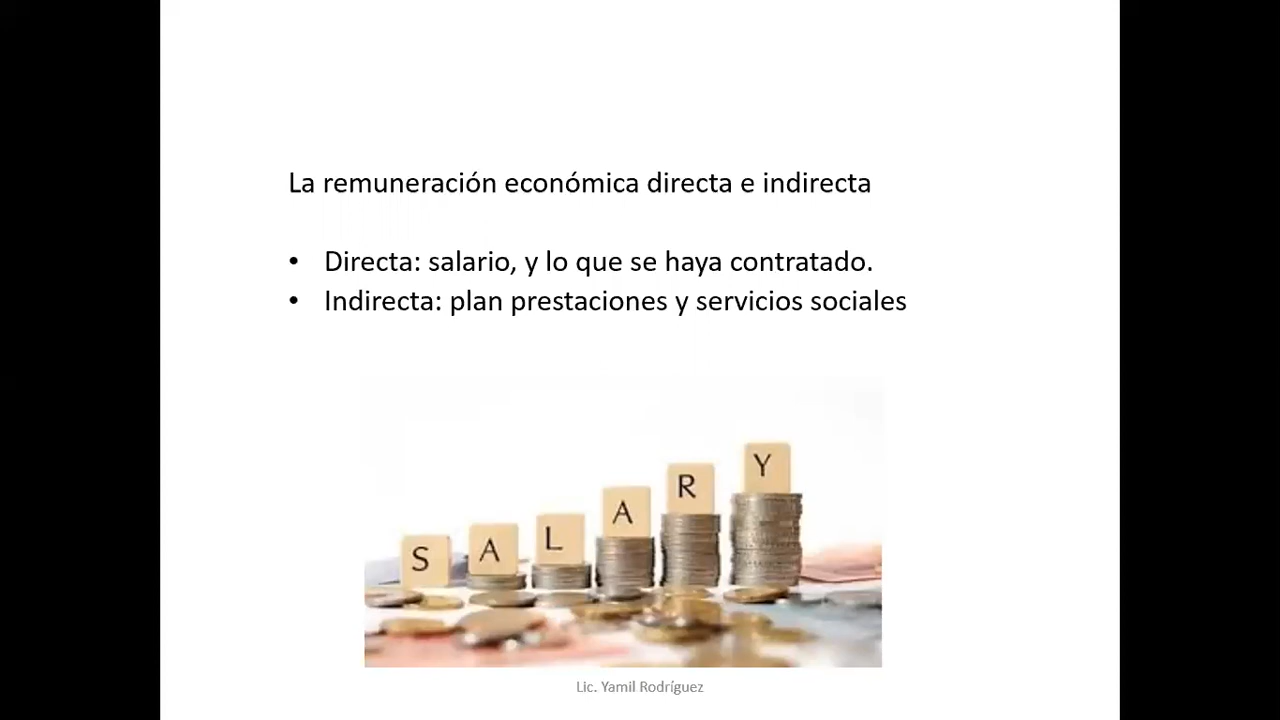 La remuneración económica directa e indirecta
• Directa: salario, y lo que se haya contratado.
• Indirecta: plan prestaciones y servicios sociales
S A L A R Y
Lic. Yamil Rodríguez